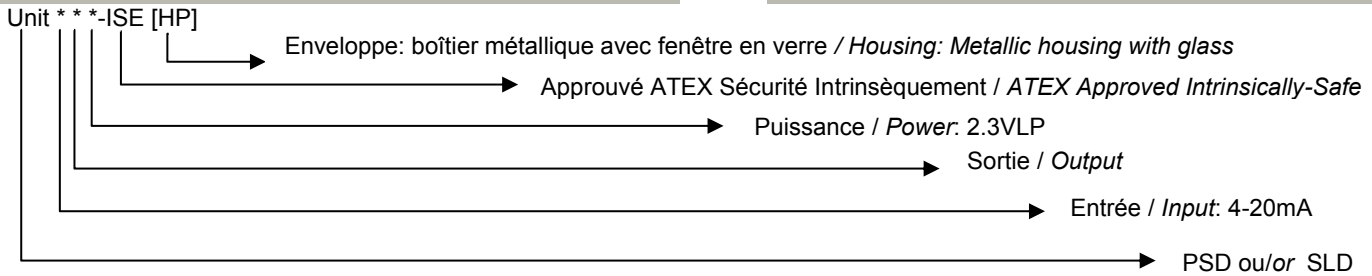 Unit * * *-ISE [HP]
Enveloppe: boîtier métallique avec fenêtre en verre / Housing: Metallic housing with glass
Approuvé ATEX Sécurité Intrinsèquement / ATEX Approved Intrinsically-Safe
Puissance / Power: 2.3VLP
Sortie / Output
Entrée / Input: 4-20mA
PSD ou/or SLD